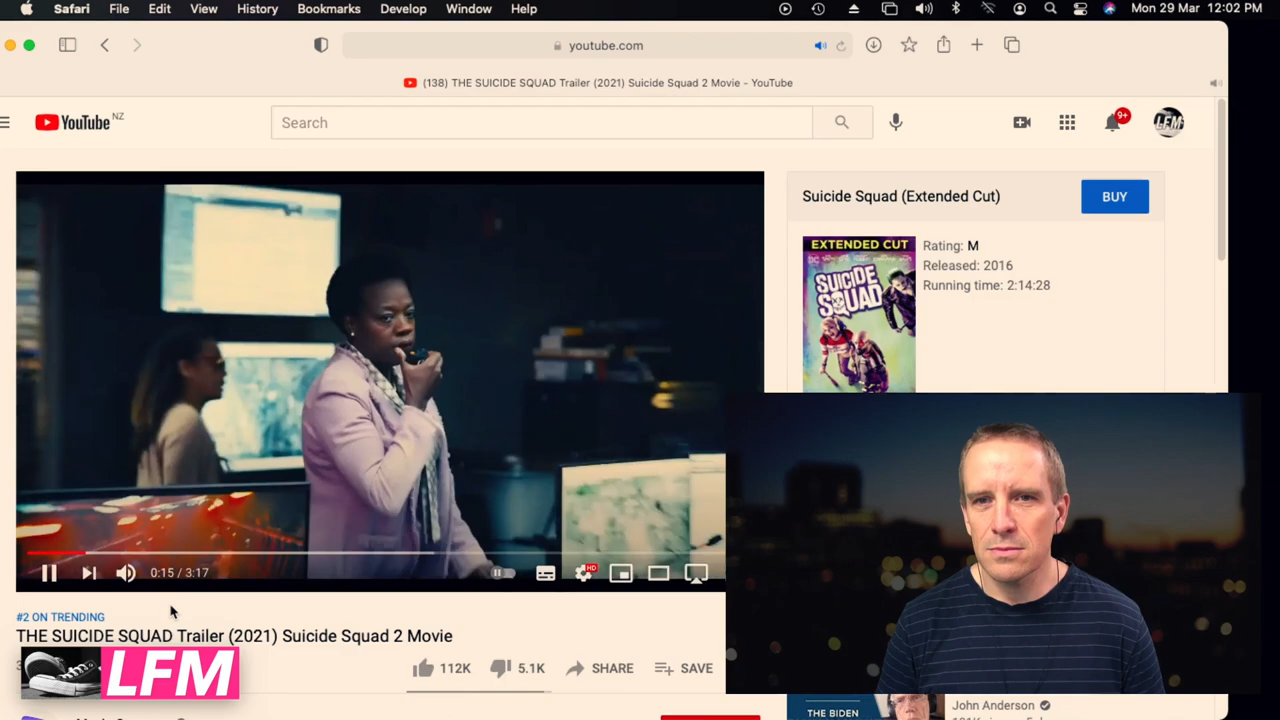 Safari File Edit View History Bookmarks Develop Window Help Mon 29 Mar 12:02 PM
youtube.com
(138) THE SUICIDE SQUAD Trailer (2021) Suicide Squad 2 Movie - YouTube
YouTube NZ
Search
9+
LFM
Suicide Squad (Extended Cut)
BUY
EXTENDED CUT
DC
SUICIDE
SQUAD
Rating: M
Released: 2016
Running time: 2:14:28
0:15 / 3:17
HD
#2 ON TRENDING
THE SUICIDE SQUAD Trailer (2021) Suicide Squad 2 Movie
112K 5.1K SHARE SAVE
LFM
THE BIDEN
John Anderson